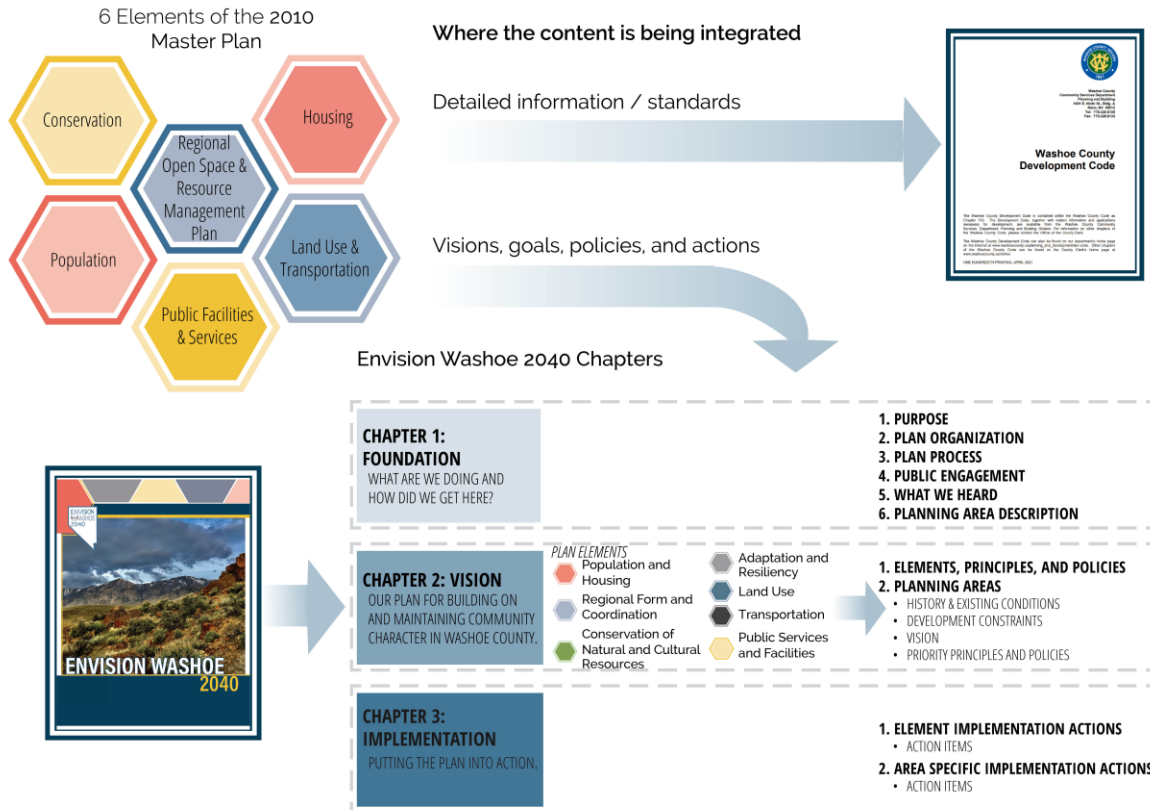 6 Elements of the 2010
Master Plan
Conservation
Housing
Regional
Open Space &
Resource
Management
Plan
Population
Land Use &
Transportation
Public Facilities
& Services
Where the content is being integrated
Detailed information / standards
Visions, goals, policies, and actions
Washoe County
Community Services Department
Planning and Building
Washoe County
Development Code
Envision Washoe 2040 Chapters
ENVISION
WASHOE
2040
ENVISION WASHOE
2040
CHAPTER 1:
FOUNDATION
WHAT ARE WE DOING AND
HOW DID WE GET HERE?
1. PURPOSE
2. PLAN ORGANIZATION
3. PLAN PROCESS
4. PUBLIC ENGAGEMENT
5. WHAT WE HEARD
6. PLANNING AREA DESCRIPTION
CHAPTER 2: VISION
OUR PLAN FOR BUILDING ON
AND MAINTAINING COMMUNITY
CHARACTER IN WASHOE COUNTY.
PLAN ELEMENTS
Population and
Housing
Regional Form and
Coordination
Conservation of
Natural and Cultural
Resources
Adaptation and
Resiliency
Land Use
Transportation
Public Services
and Facilities
1. ELEMENTS, PRINCIPLES, AND POLICIES
2. PLANNING AREAS
• HISTORY & EXISTING CONDITIONS
• DEVELOPMENT CONSTRAINTS
• VISION
• PRIORITY PRINCIPLES AND POLICIES
CHAPTER 3:
IMPLEMENTATION
PUTTING THE PLAN INTO ACTION.
1. ELEMENT IMPLEMENTATION ACTIONS
• ACTION ITEMS
2. AREA SPECIFIC IMPLEMENTATION ACTIONS
• ACTION ITEMS